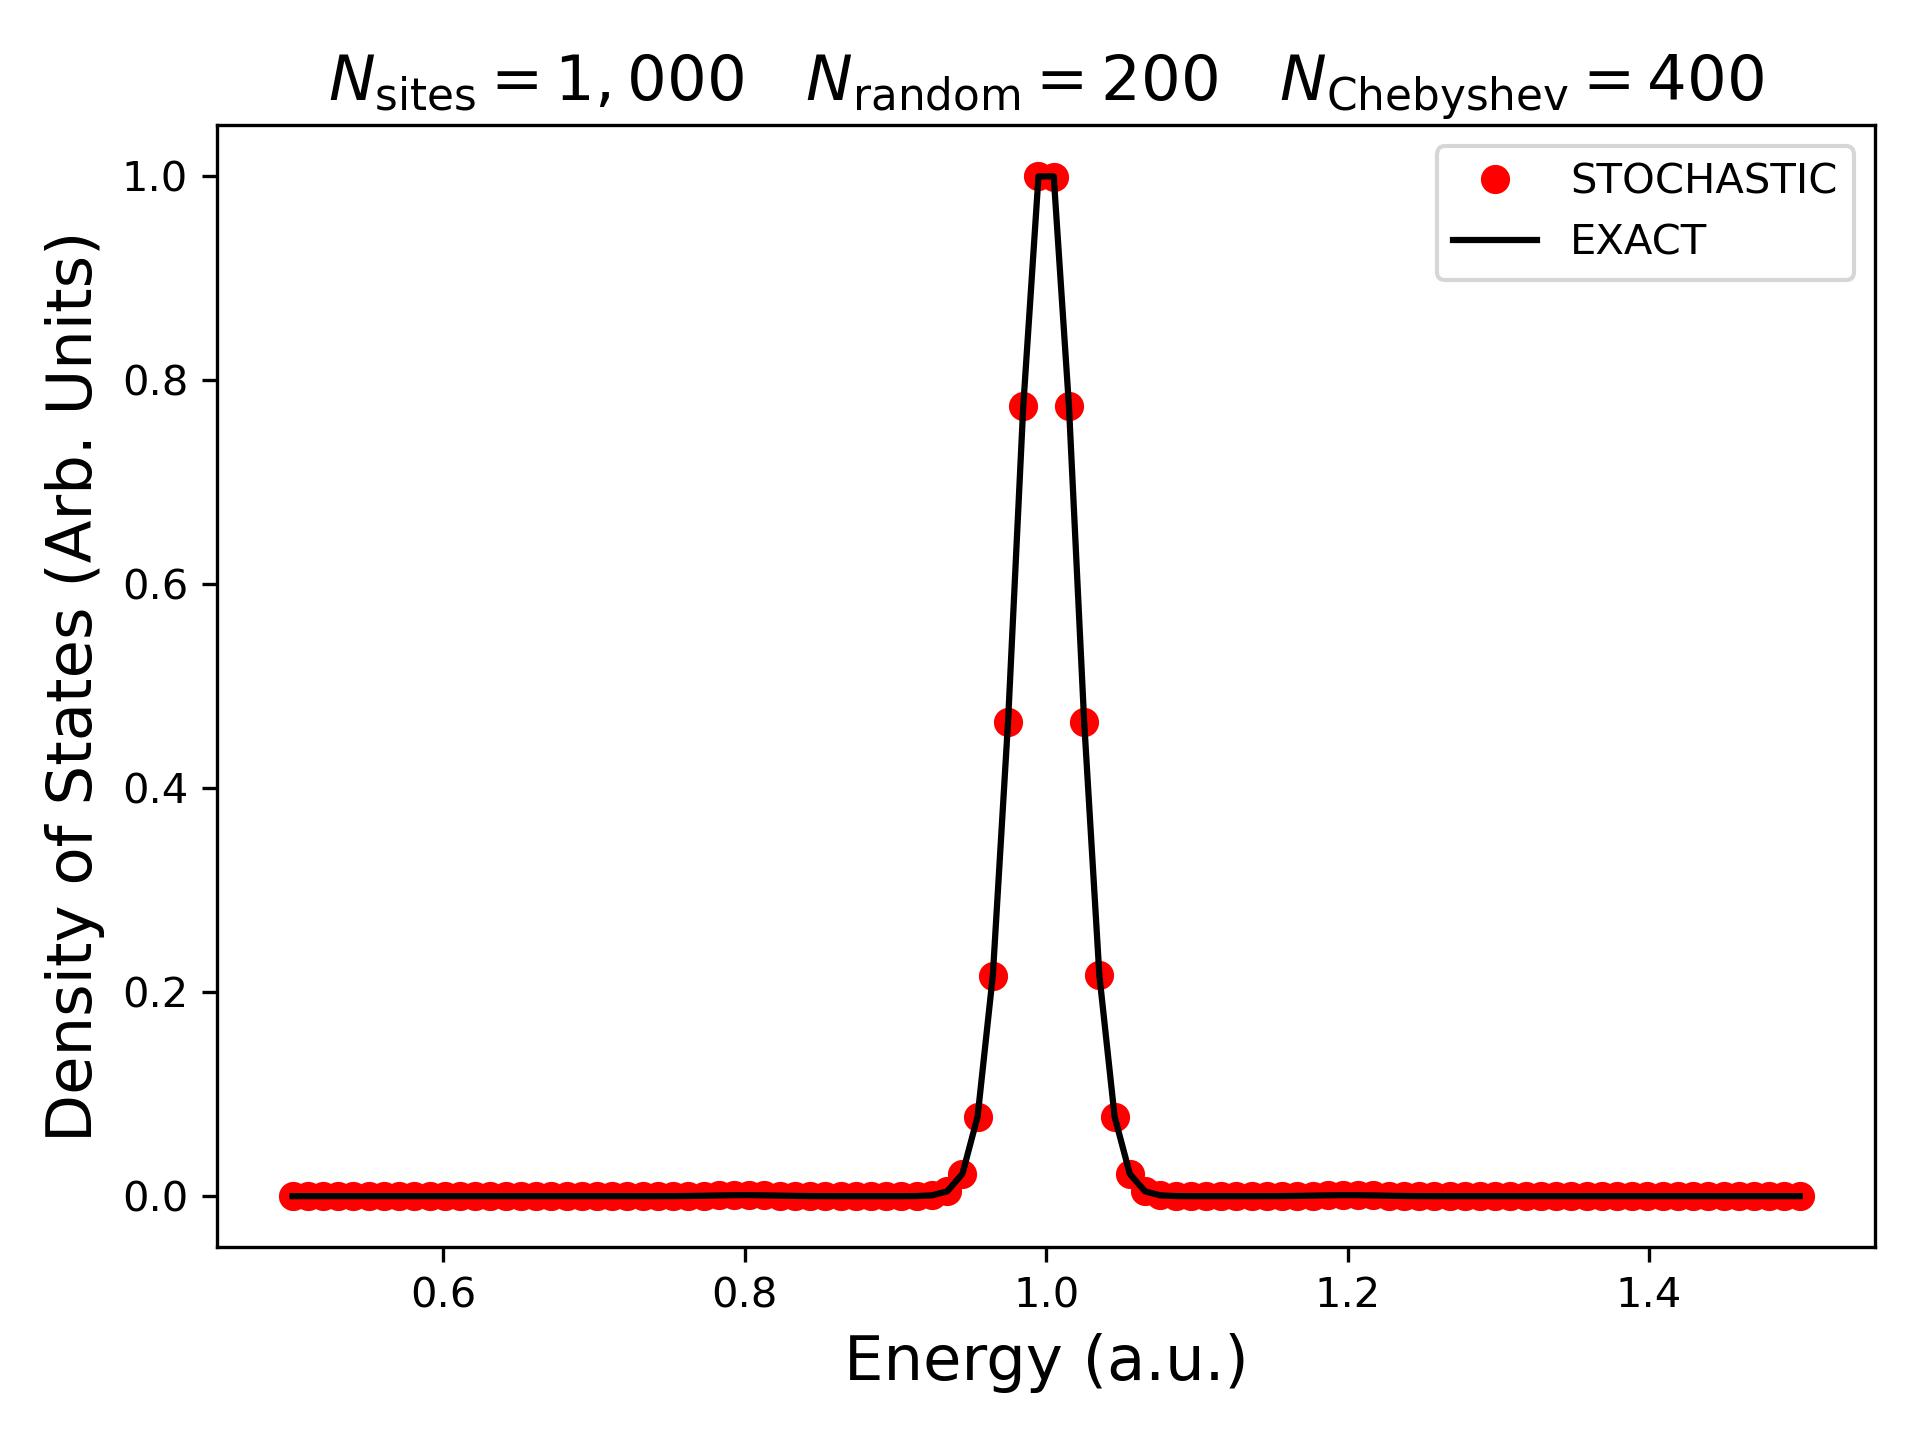 N_sites = 1,000 N_random = 200 N_Chebyshev = 400
STOCHASTIC
EXACT
Density of States (Arb. Units)
1.0
0.8
0.6
0.4
0.2
0.0
0.6 0.8 1.0 1.2 1.4
Energy (a.u.)